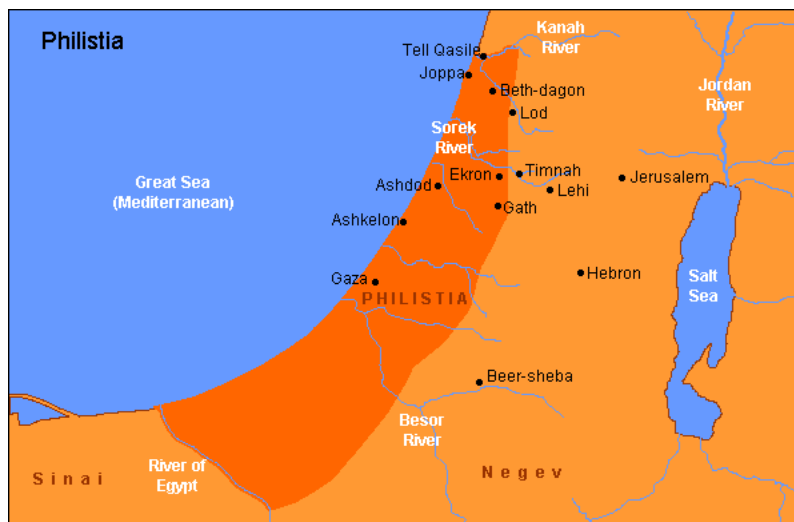 Philistia
Kanah
River
Tell Qasile
Joppa
Jordan
River
Beth-dagon
Lod
Sorek
River
Great Sea
(Mediterranean)
Ekron
Timnah
Jerusalem
Ashdod
Lehi
Gath
Ashkelon
Gaza
Hebron
Salt
Sea
PHILISTIA
Beer-sheba
Besor
River
River of
Egypt
Sinai
Negev